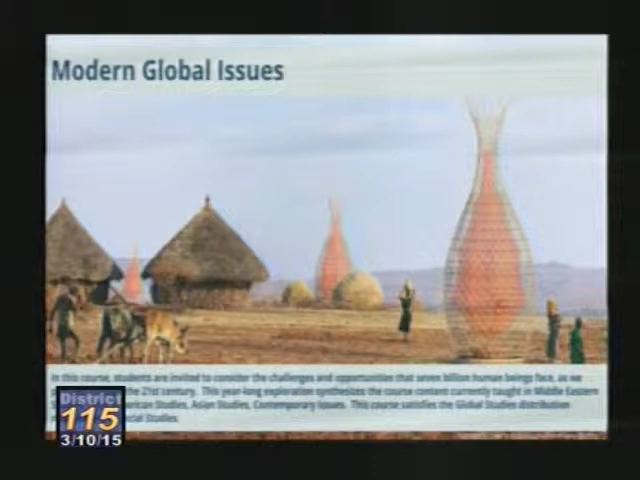 Modern Global Issues
In this course, students are invited to consider the challenges and opportunities that seven billion human beings face, as we
the 21st century. This year-long exploration synthesizes the course content currently taught in Middle Eastern
Studies, Asian Studies, Contemporary Issues. This course satisfies the Global Studies distribution
Studies.
District
115
3/10/15